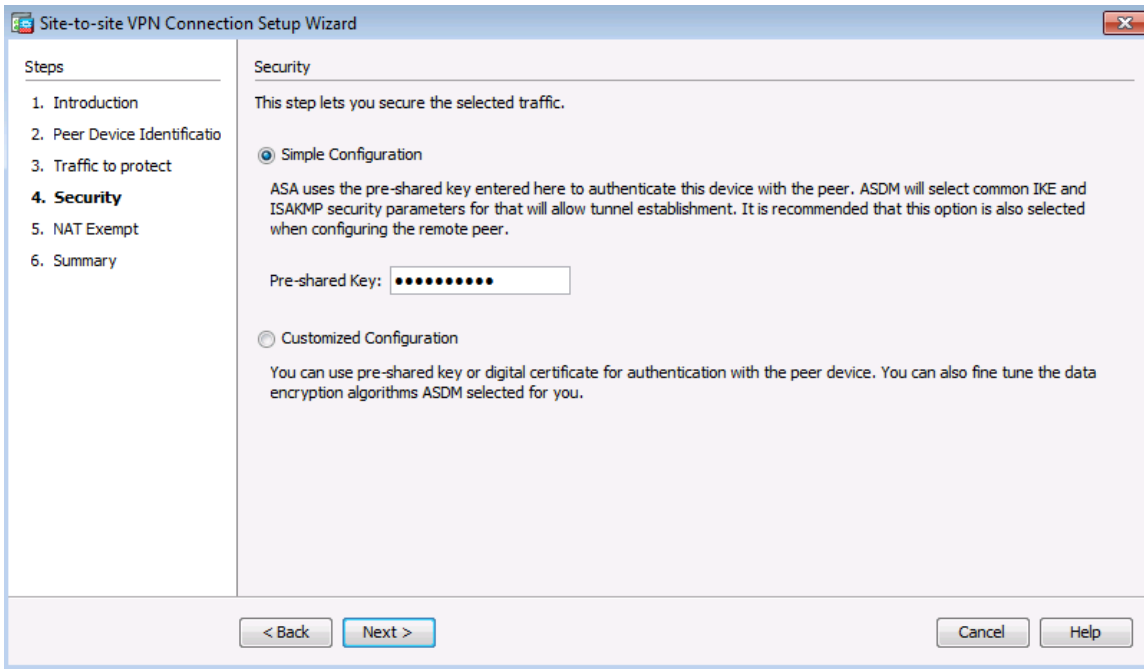 Site-to-site VPN Connection Setup Wizard
Steps
1. Introduction
2. Peer Device Identificatio
3. Traffic to protect
4. Security
5. NAT Exempt
6. Summary
Security
This step lets you secure the selected traffic.
Simple Configuration
ASA uses the pre-shared key entered here to authenticate this device with the peer. ASDM will select common IKE and
ISAKMP security parameters for that will allow tunnel establishment. It is recommended that this option is also selected
when configuring the remote peer.
Pre-shared Key: ●●●●●●●●●●
Customized Configuration
You can use pre-shared key or digital certificate for authentication with the peer device. You can also fine tune the data
encryption algorithms ASDM selected for you.
< Back Next > Cancel Help